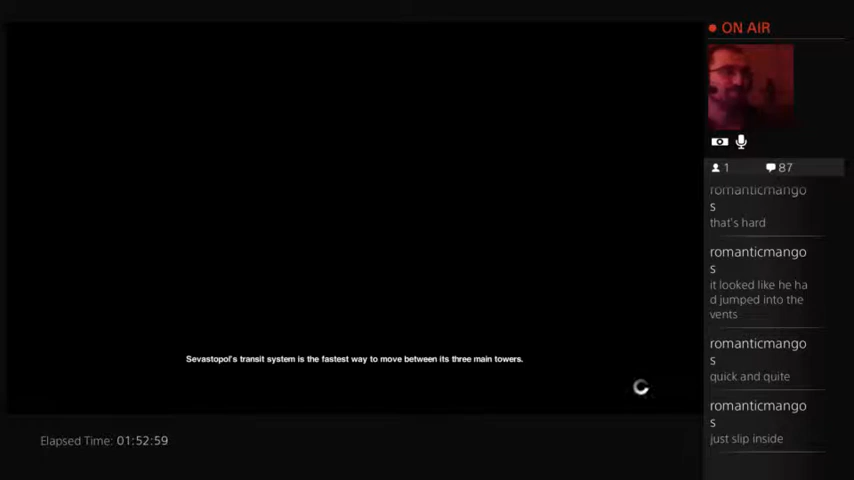 ON AIR
1 87
romanticmango
s
that's hard
romanticmango
s
it looked like he ha
d jumped into the
vents
romanticmango
s
quick and quite
romanticmango
s
just slip inside
Sevastopol's transit system is the fastest way to move between its three main towers.
Elapsed Time: 01:52:59